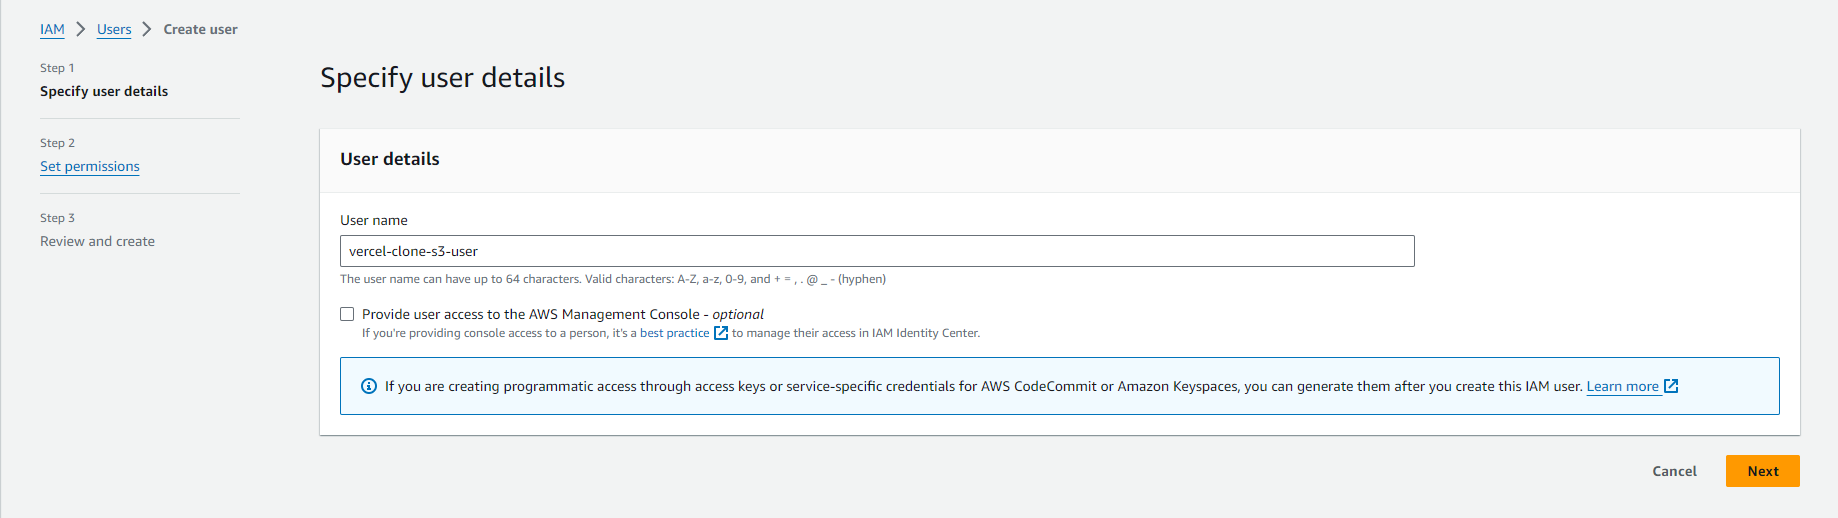 IAM > Users > Create user
Step 1
Specify user details
Step 2
Set permissions
Step 3
Review and create
Specify user details
User details
User name
vercel-clone-s3-user
The user name can have up to 64 characters. Valid characters: A-Z, a-z, 0-9, and + = , . @ _ - (hyphen)
Provide user access to the AWS Management Console - optional
If you're providing console access to a person, it's a best practice to manage their access in IAM Identity Center.
If you are creating programmatic access through access keys or service-specific credentials for AWS CodeCommit or Amazon Keyspaces, you can generate them after you create this IAM user. Learn more
Cancel
Next